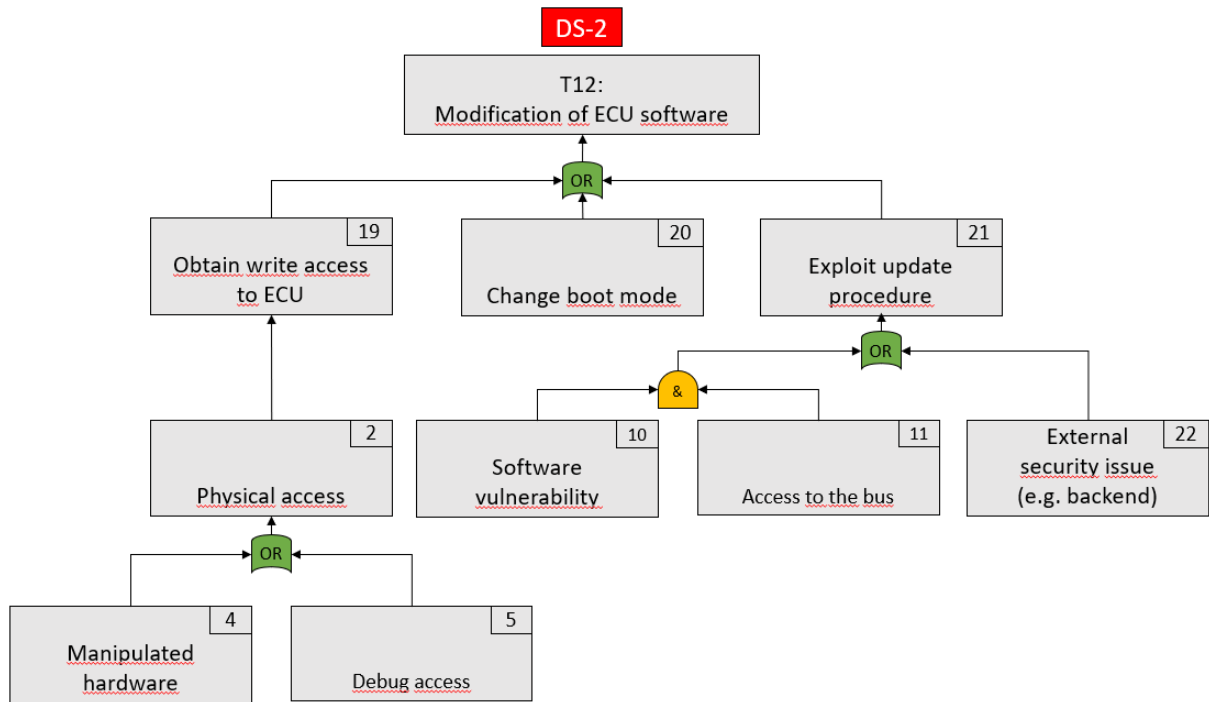 DS-2
T12:
Modification of ECU software
OR
19
Obtain write access
to ECU
20
Change boot mode
21
Exploit update
procedure
OR
&
2
Physical access
10
Software
vulnerability
11
Access to the bus
22
External
security issue
(e.g. backend)
OR
4
Manipulated
hardware
5
Debug access